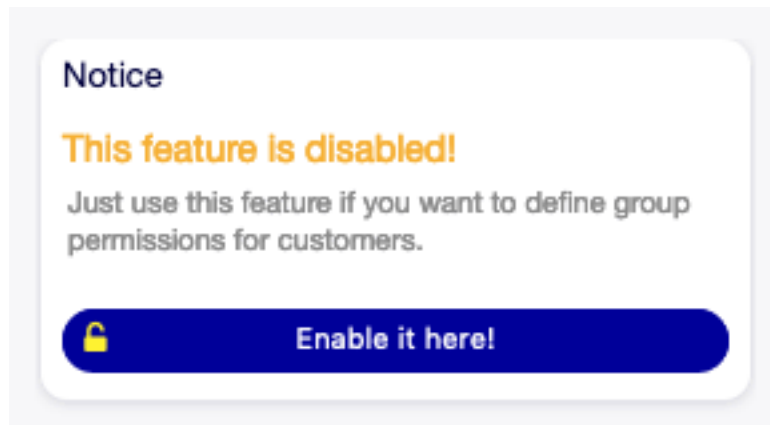 Notice
This feature is disabled!
Just use this feature if you want to define group
permissions for customers.
Enable it here!